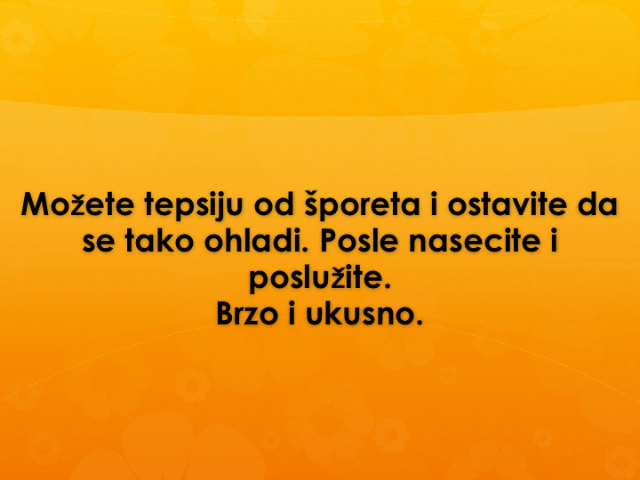 Možete tepsiju od šporeta i ostavite da
se tako ohladi. Posle nasecite i
poslužite.
Brzo i ukusno.